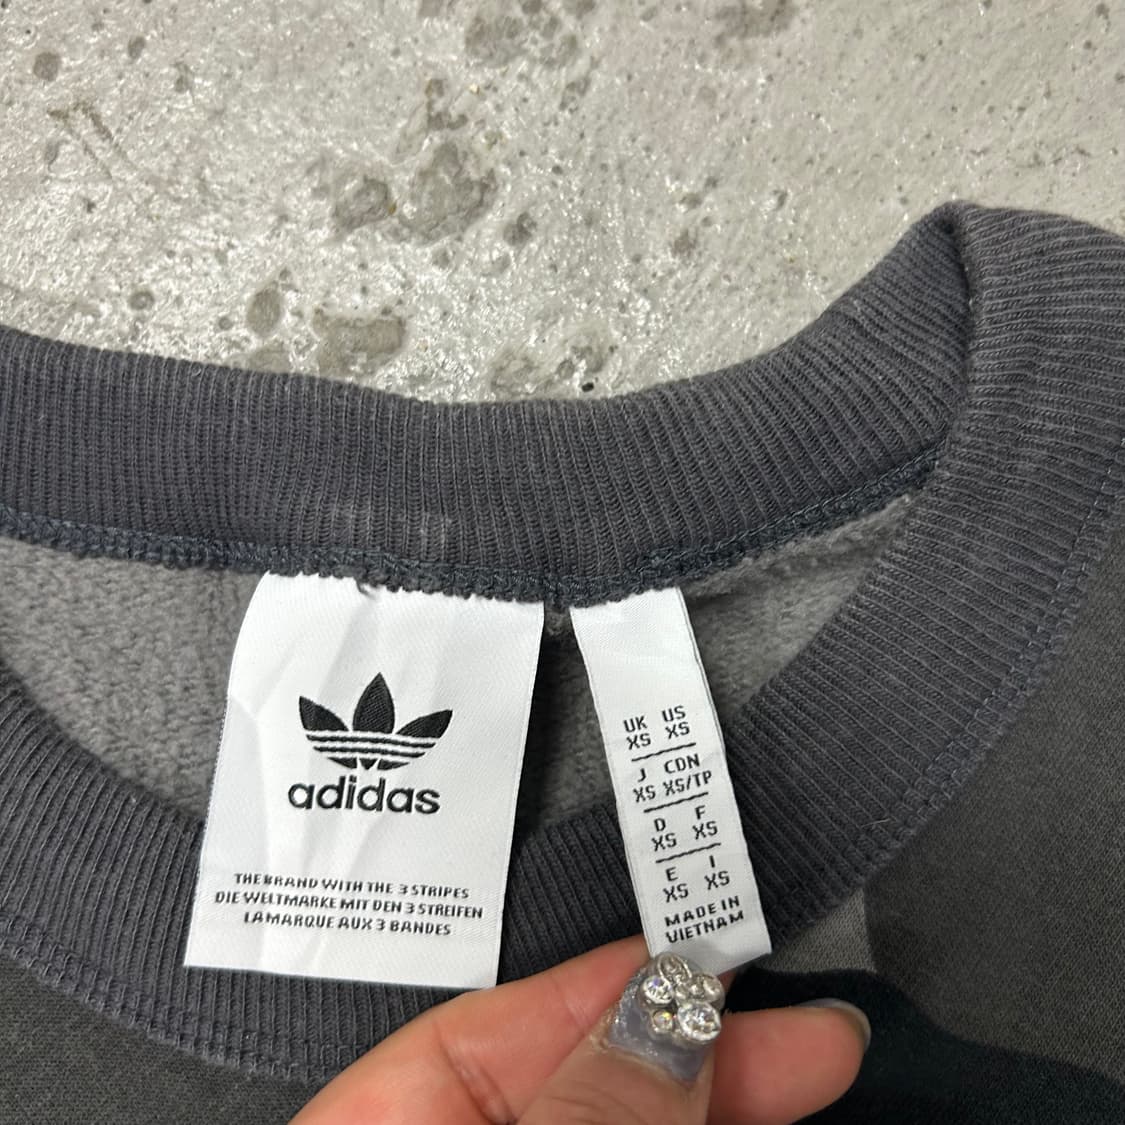 adidas
THE BRAND WITH THE 3 STRIPES
DIE WELTMARKE MIT DEN 3 STREIFEN
LA MARQUE AUX 3 BANDES
UK US
XS XS
J CDN
XS XS/TP
D F
XS XS
E I
XS XS
MADE IN
VIETNAM